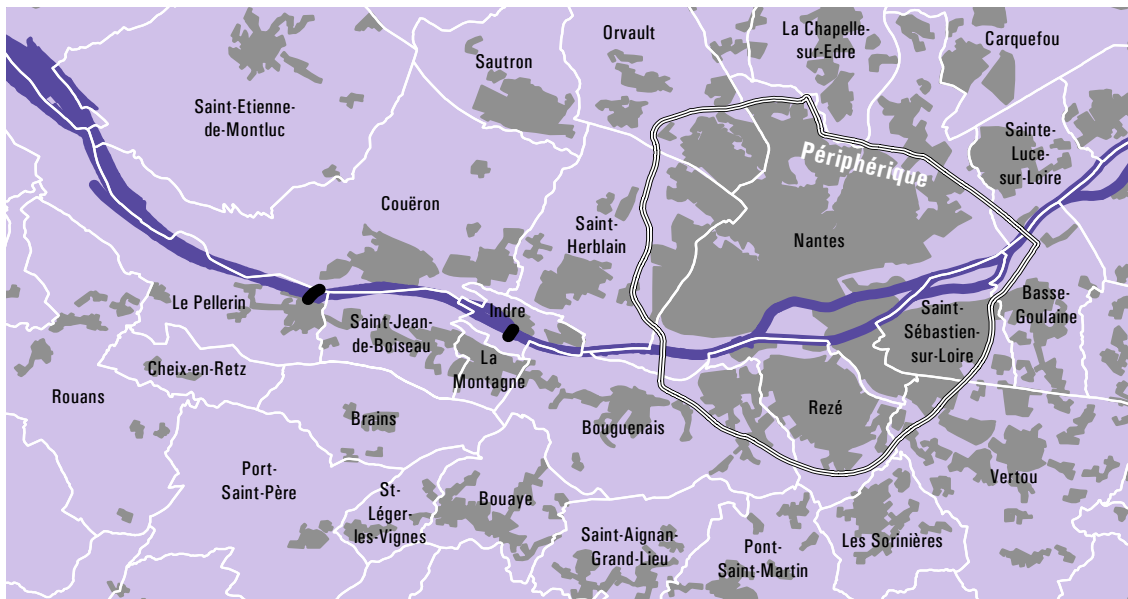 La Chapelle-
sur-Edre
Orvault
Carquefou
Sautron
Saint-Etienne-
de-Montluc
Sainte-
Luce-
sur-Loire
Périphérique
Couëron
Saint-
Herblain
Nantes
Le Pellerin
Indre
Saint-
Sébastien-
sur-Loire
Basse-
Goulaine
Saint-Jean-
de-Boiseau
La
Montagne
Cheix-en-Retz
Rouans
Brains
Bouguenais
Rezé
Port-
Saint-Père
St-
Léger-
les-Vignes
Bouaye
Vertou
Saint-Aignan-
Grand-Lieu
Pont-
Saint-Martin
Les Sorinières